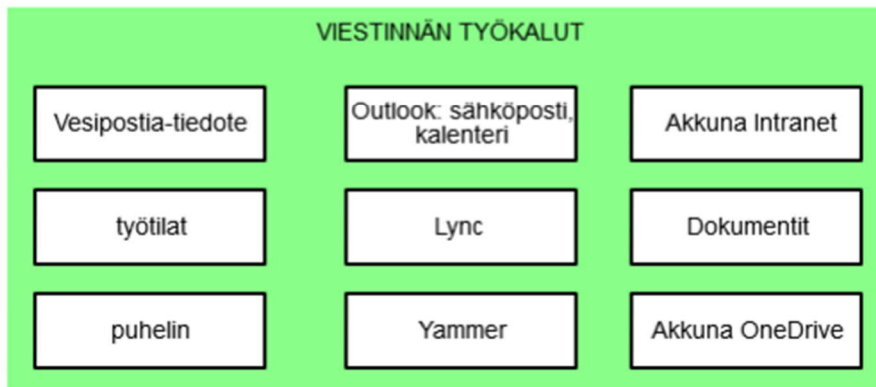 VIESTINNÄN TYÖKALUT
Vesipostia-tiedote
Outlook: sähköposti,
kalenteri
Akkuna Intranet
työtilat
Lync
Dokumentit
puhelin
Yammer
Akkuna OneDrive